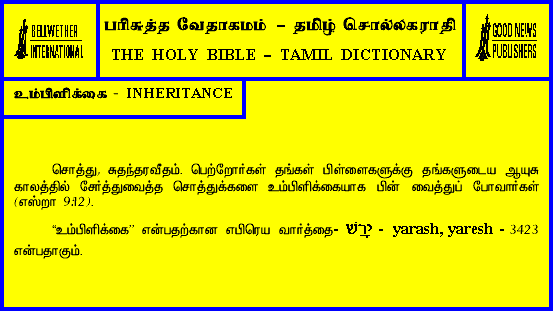 BELLWETHER
INTERNATIONAL
பரிசுத்த வேதாகமம் – தமிழ் சொல்லகராதி
THE HOLY BIBLE – TAMIL DICTIONARY
GOOD NEWS
PUBLISHERS
உம்பிளிக்கை - INHERITANCE
சொத்து, சுதந்தரவீதம். பெற்றோர்கள் தங்கள் பிள்ளைகளுக்கு தங்களுடைய ஆயுசு
காலத்தில் சேர்த்துவைத்த சொத்துக்களை உம்பிளிக்கையாக பின் வைத்துப் போவார்கள்
(எஸ்றா 9:12).
“உம்பிளிக்கை” என்பதற்கான எபிரெய வார்த்தை- יָרֵשׁ - yarash, yaresh - 3423
என்பதாகும்.